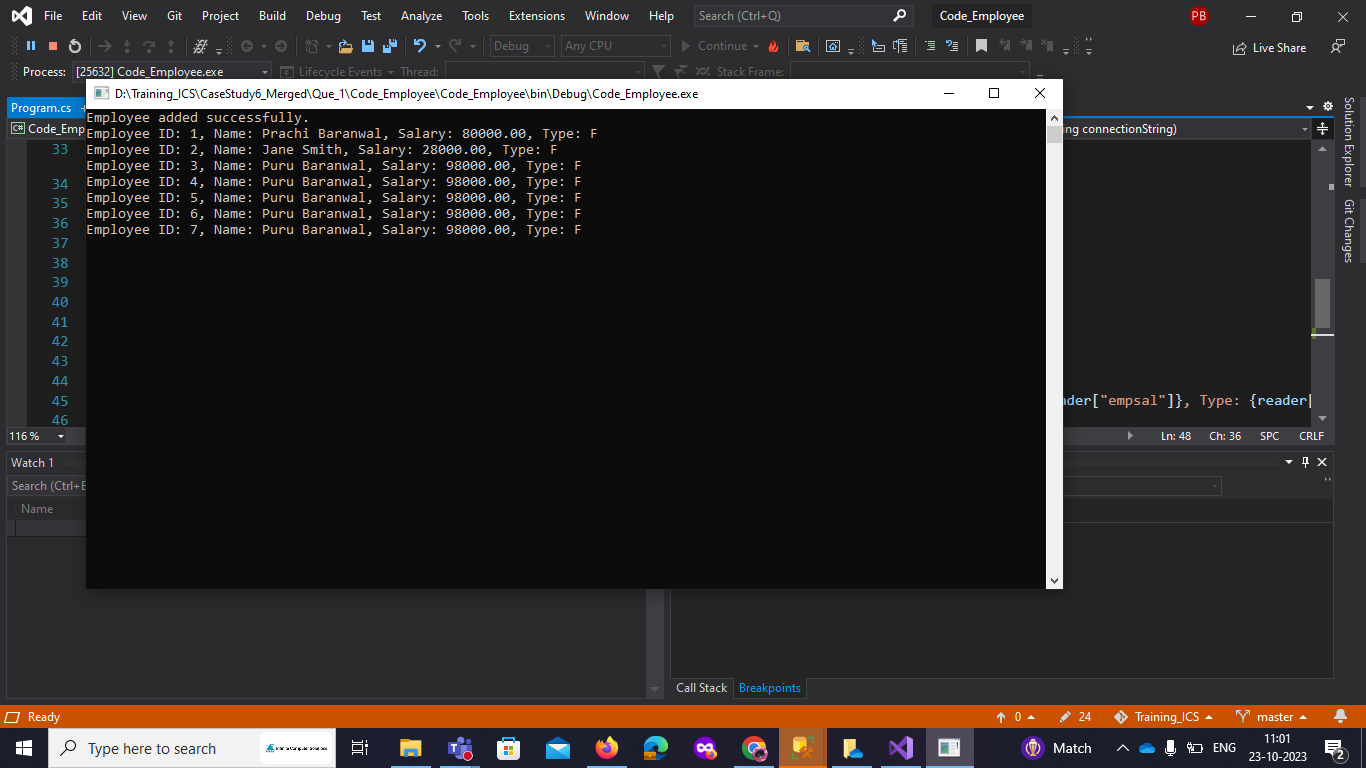 File Edit View Git Project Build Debug Test Analyze Tools Extensions Window Help Search (Ctrl+Q) Code_Employee PB
Debug Any CPU Continue Live Share
Process: [25632] Code_Employee.exe Lifecycle Events Thread: Stack Frame:
D:\Training_ICS\CaseStudy6_Merged\Que_1\Code_Employee\Code_Employee\bin\Debug\Code_Employee.exe
Program.cs
Code_Emp ing connectionString)
Employee added successfully.
Employee ID: 1, Name: Prachi Baranwal, Salary: 80000.00, Type: F
Employee ID: 2, Name: Jane Smith, Salary: 28000.00, Type: F
Employee ID: 3, Name: Puru Baranwal, Salary: 98000.00, Type: F
Employee ID: 4, Name: Puru Baranwal, Salary: 98000.00, Type: F
Employee ID: 5, Name: Puru Baranwal, Salary: 98000.00, Type: F
Employee ID: 6, Name: Puru Baranwal, Salary: 98000.00, Type: F
Employee ID: 7, Name: Puru Baranwal, Salary: 98000.00, Type: F
33
34
35
36
37
38
39
40
41
42
43
44
45 ader["empsal"]}, Type: {reader[
46
Solution Explorer
Git Changes
116 % Ln: 48 Ch: 36 SPC CRLF
Watch 1
Search (Ctrl+E
Name
Call Stack Breakpoints
Ready 0 24 Training_ICS master
Type here to search Infinite Computer Solutions Match ENG 11:01
23-10-2023
2